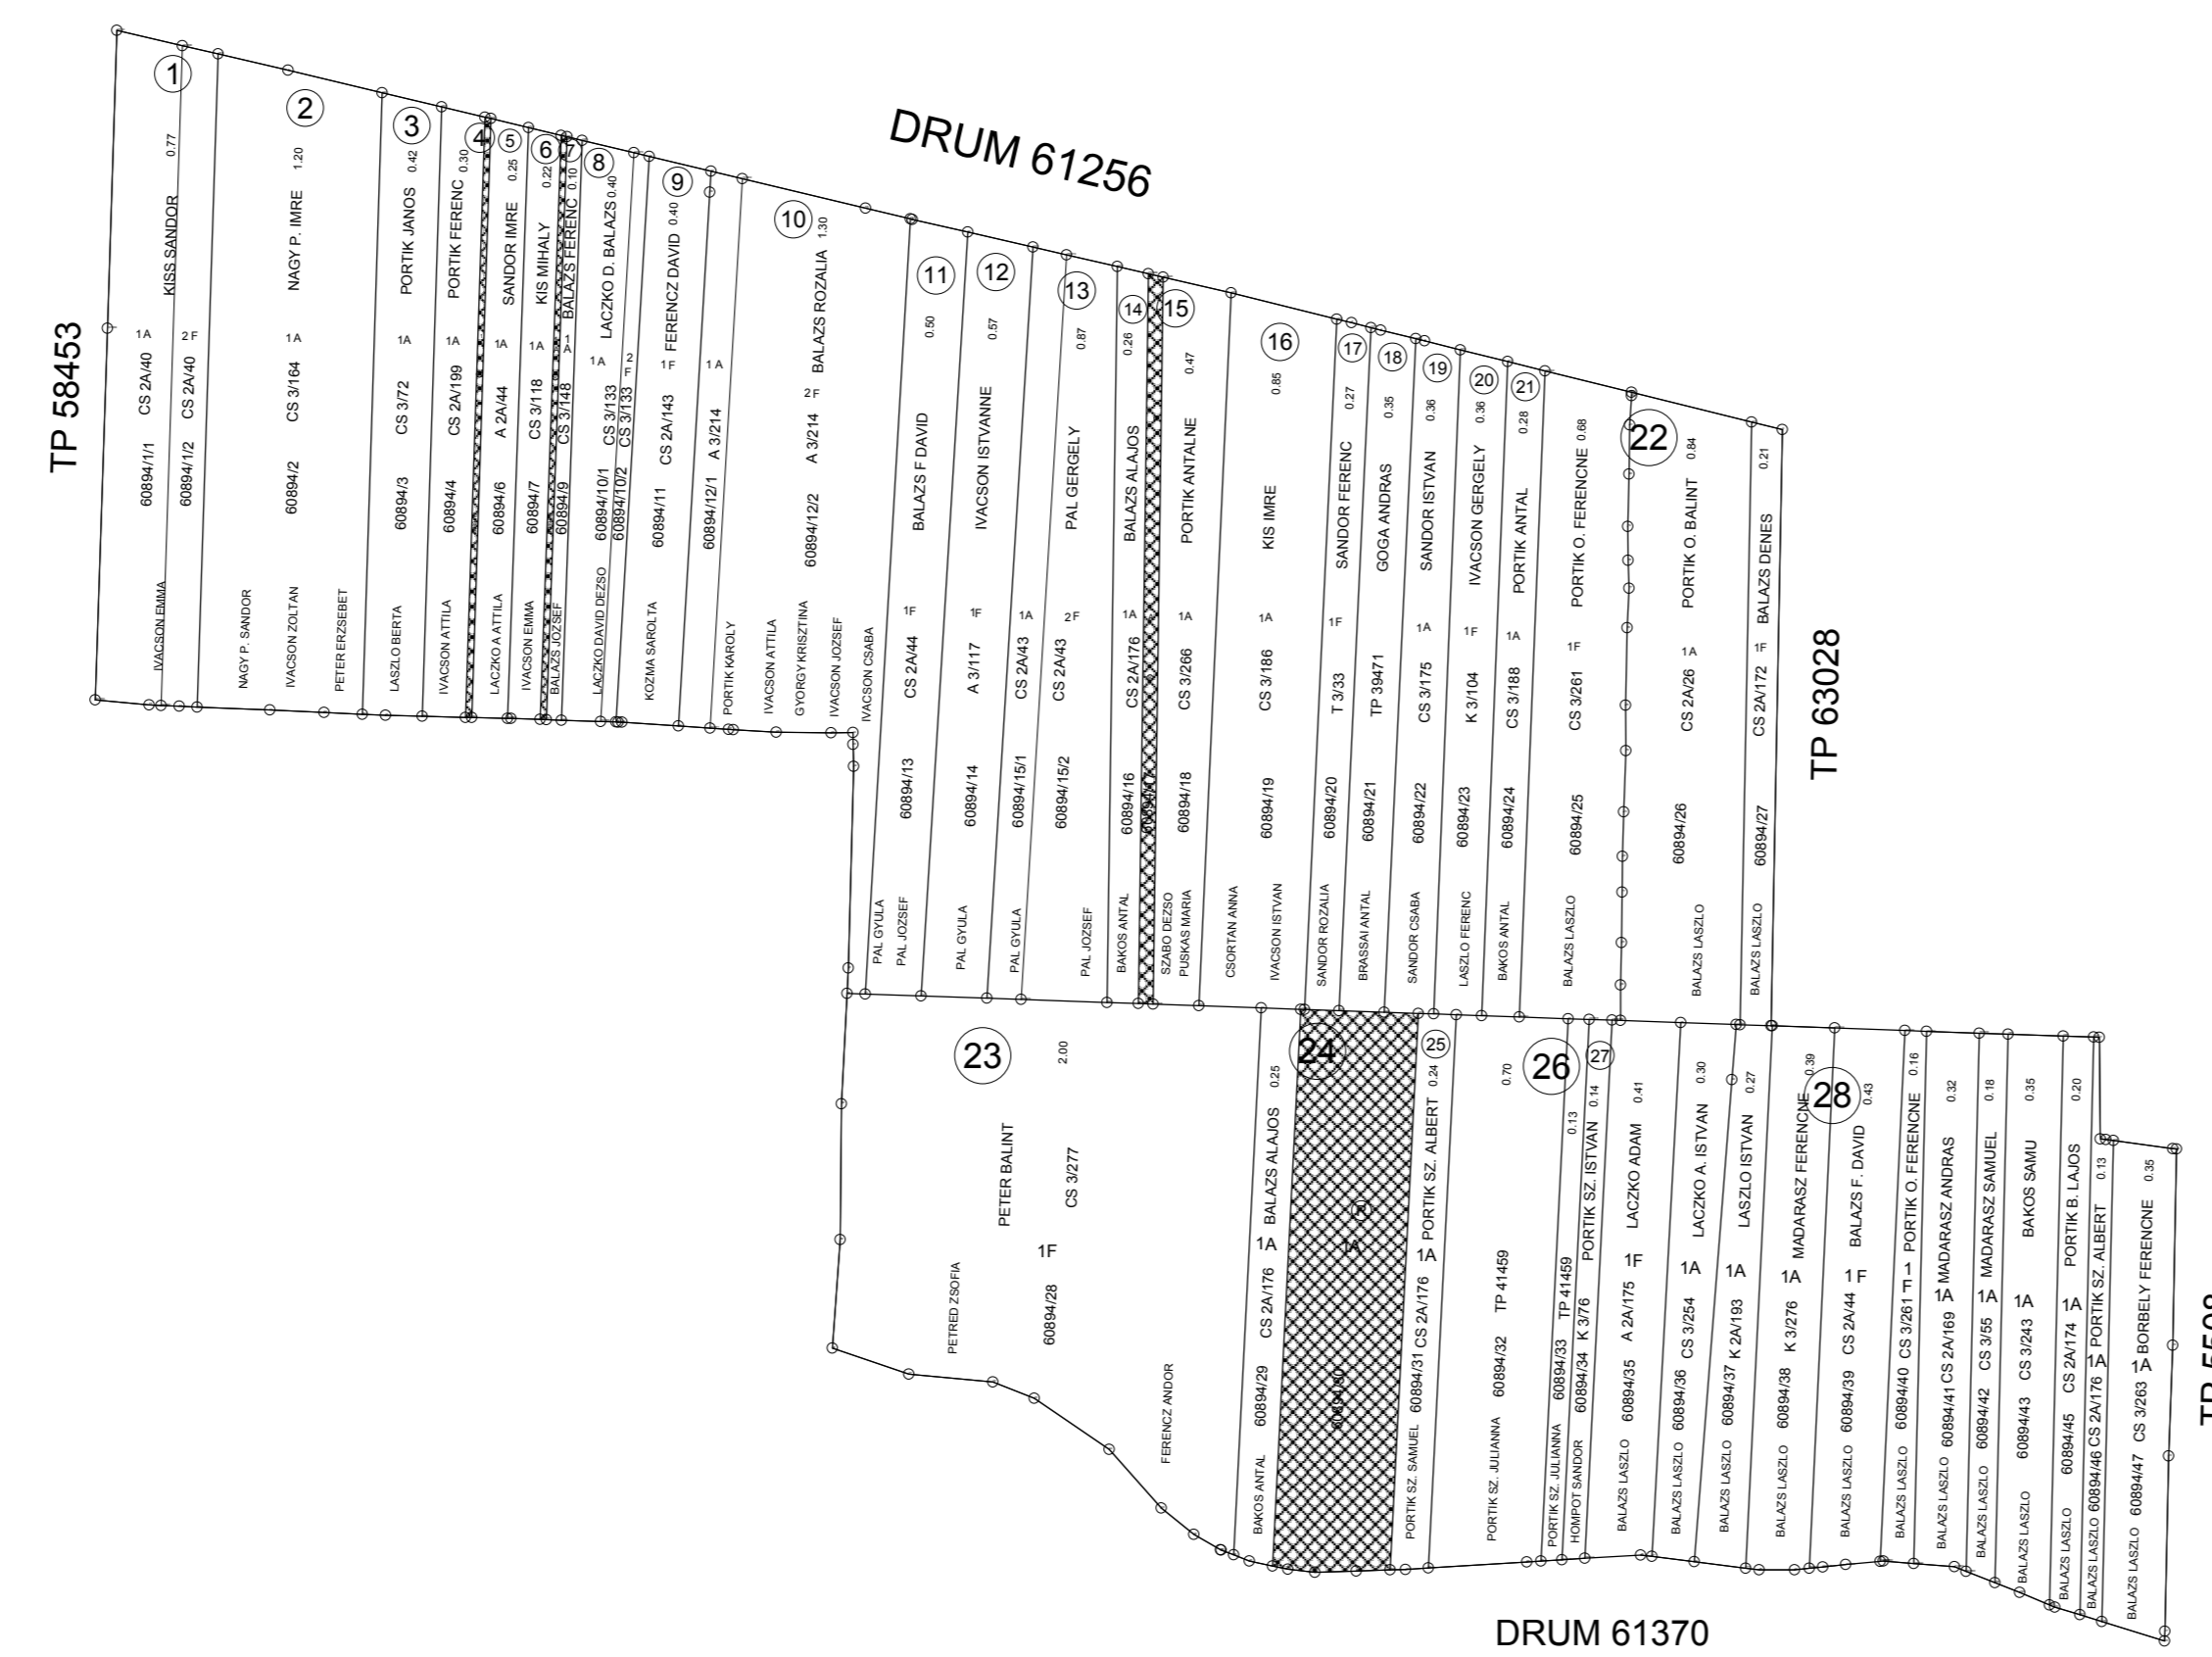 DRUM 61256
TP 58453
TP 63028
DRUM 61370
1
0.77
KISS SANDOR
1A
2F
CS 2A/40
CS 2A/40
60894/1/1
60894/1/2
IVACSON EMMA
2
1.20
NAGY P. IMRE
1A
CS 3/164
60894/2
NAGY P. SANDOR
IVACSON ZOLTAN
PETER ERZSEBET
3
0.42
PORTIK JANOS
1A
CS 3/72
60894/3
LASZLO BERTA
4
0.30
PORTIK FERENC
1A
CS 2A/199
60894/4
IVACSON ATTILA
5
0.25
SANDOR IMRE
1A
A 2A/44
60894/6
LACZKO A ATTILA
6
0.22
KIS MIHALY
1A
CS 3/118
60894/7
IVACSON EMMA
7
0.10
BALAZS FERENC
1A
CS 3/148
60894/9
BALAZS JOZSEF
8
0.40
LACZKO D. BALAZS
1A
2F
CS 3/133
CS 3/133
60894/10/1
60894/10/2
LACZKO DAVID DEZSO
9
0.40
FERENCZ DAVID
1F
CS 2A/143
60894/11
KOZMA SAROLTA
10
1.30
BALAZS ROZALIA
1A
2F
A 3/214
A 3/214
60894/12/1
60894/12/2
PORTIK KAROLY
IVACSON ATTILA
GYORGY KRISZTINA
IVACSON JOZSEF
IVACSON CSABA
11
0.50
BALAZS F DAVID
1F
CS 2A/44
60894/13
PAL GYULA
PAL JOZSEF
12
0.57
IVACSON ISTVANNE
1F
A 3/117
60894/14
PAL GYULA
13
0.87
PAL GERGELY
1A
2F
CS 2A/43
CS 2A/43
60894/15/1
60894/15/2
PAL GYULA
PAL JOZSEF
14
0.26
BALAZS ALAJOS
1A
CS 2A/176
60894/16
BAKOS ANTAL
15
0.47
PORTIK ANTALNE
1A
CS 3/266
60894/18
SZABO DEZSO
PUSKAS MARIA
16
0.85
KIS IMRE
1A
CS 3/186
60894/19
CSORTAN ANNA
IVACSON ISTVAN
17
0.27
SANDOR FERENC
1F
T 3/33
60894/20
SANDOR ROZALIA
18
0.35
GOGA ANDRAS
TP 39471
60894/21
BRASSAI ANTAL
19
0.36
SANDOR ISTVAN
1A
CS 3/175
60894/22
SANDOR CSABA
20
0.36
IVACSON GERGELY
1F
K 3/104
60894/23
LASZLO FERENC
21
0.28
PORTIK ANTAL
1A
CS 3/188
60894/24
BAKOS ANTAL
0.68
PORTIK O. FERENCNE
1F
CS 3/261
60894/25
BALAZS LASZLO
22
0.84
PORTIK O. BALINT
1A
CS 2A/26
60894/26
BALAZS LASZLO
0.21
BALAZS DENES
1F
CS 2A/172
60894/27
BALAZS LASZLO
23
2.00
PETER BALINT
CS 3/277
1F
60894/28
PETRED ZSOFIA
FERENCZ ANDOR
0.25
BALAZS ALAJOS
1A
CS 2A/176
60894/29
BAKOS ANTAL
24
1A
25
0.24
PORTIK SZ. ALBERT
1A
CS 2A/176
60894/31
PORTIK SZ. SAMUEL
26
0.70
TP 41459
60894/32
PORTIK SZ. JULIANNA
0.13
TP 41459
60894/33
PORTIK SZ. JULIANNA
27
0.14
PORTIK SZ. ISTVAN
K 3/76
60894/34
HOMPOT SANDOR
0.41
LACZKO ADAM
1F
A 2A/175
60894/35
BALAZS LASZLO
0.30
LACZKO A. ISTVAN
1A
CS 3/254
60894/36
BALAZS LASZLO
0.27
LASZLO ISTVAN
1A
K 2A/193
60894/37
BALAZS LASZLO
0.39
MADARASZ FERENCNE
1A
K 3/276
60894/38
BALAZS LASZLO
28
0.43
BALAZS F. DAVID
1F
CS 2A/44
60894/39
BALAZS LASZLO
0.16
PORTIK O. FERENCNE
1F
CS 3/261
60894/40
BALAZS LASZLO
0.32
MADARASZ ANDRAS
1A
CS 2A/169
60894/41
BALAZS LASZLO
0.18
MADARASZ SAMUEL
1A
CS 3/55
60894/42
BALAZS LASZLO
0.35
BAKOS SAMU
1A
CS 3/243
60894/43
BALAZS LASZLO
0.20
PORTIK B. LAJOS
1A
CS 2A/174
60894/45
BALAZS LASZLO
0.13
PORTIK SZ. ALBERT
1A
CS 2A/176
60894/46
BALAZS LASZLO
0.35
BORBELY FERENCNE
1A
CS 3/263
60894/47
BALAZS LASZLO